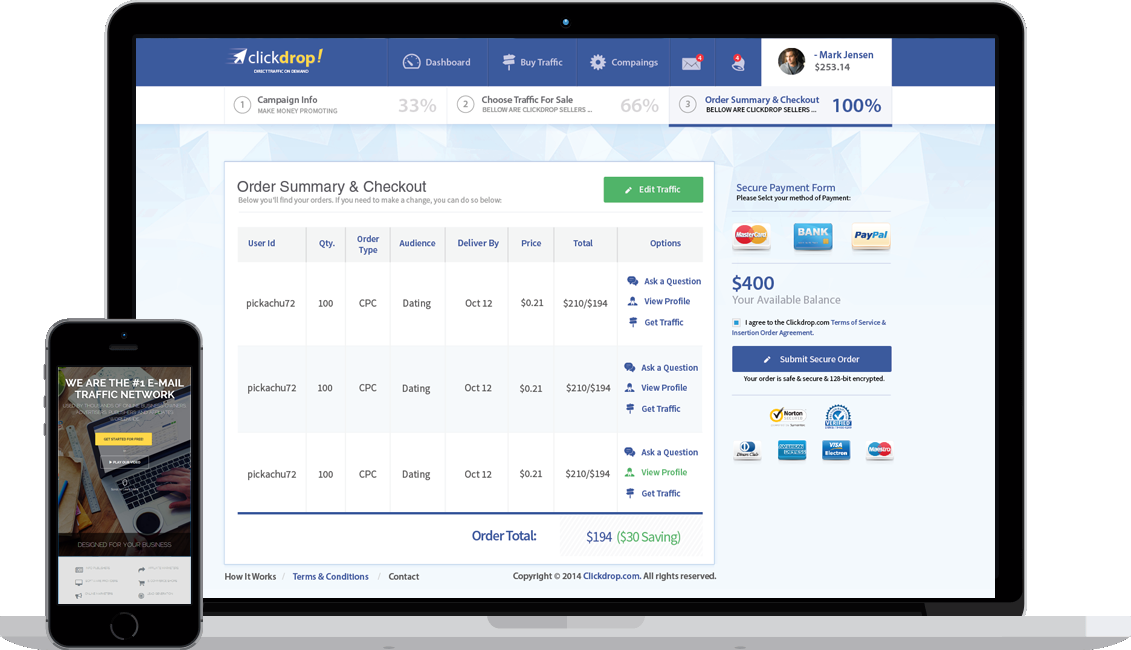 clickdrop!
DIRECT TRAFFIC ON DEMAND
Dashboard
Buy Traffic
Compaings
4
4
- Mark Jensen
$253.14
1 Campaign Info
MAKE MONEY PROMOTING
33%
2 Choose Traffic For Sale
BELLOW ARE CLICKDROP SELLERS ...
66%
3 Order Summary & Checkout
BELLOW ARE CLICKDROP SELLERS ...
100%
Order Summary & Checkout
Below you'll find your orders. If you need to make a change, you can do so below:
Edit Traffic
User Id Qty. Order Type Audience Deliver By Price Total Options
pickachu72 100 CPC Dating Oct 12 $0.21 $210/$194
Ask a Question
View Profile
Get Traffic
pickachu72 100 CPC Dating Oct 12 $0.21 $210/$194
Ask a Question
View Profile
Get Traffic
pickachu72 100 CPC Dating Oct 12 $0.21 $210/$194
Ask a Question
View Profile
Get Traffic
Order Total: $194 ($30 Saving)
How It Works / Terms & Conditions / Contact
Copyright © 2014 Clickdrop.com. All rights reserved.
Secure Payment Form
Please Selct your method of Payment:
MasterCard
BANK
PayPal
$400
Your Available Balance
I agree to the Clickdrop.com Terms of Service &
Insertion Order Agreement.
Submit Secure Order
Your order is safe & secure & 128-bit encrypted.
Norton
VERIFIED
Diners Club
AMERICAN EXPRESS
VISA Electron
Maestro
WE ARE THE #1 E-MAIL
TRAFFIC NETWORK
GET STARTED FOR FREE!
PLAY OUR VIDEO
DESIGNED FOR YOUR BUSINESS